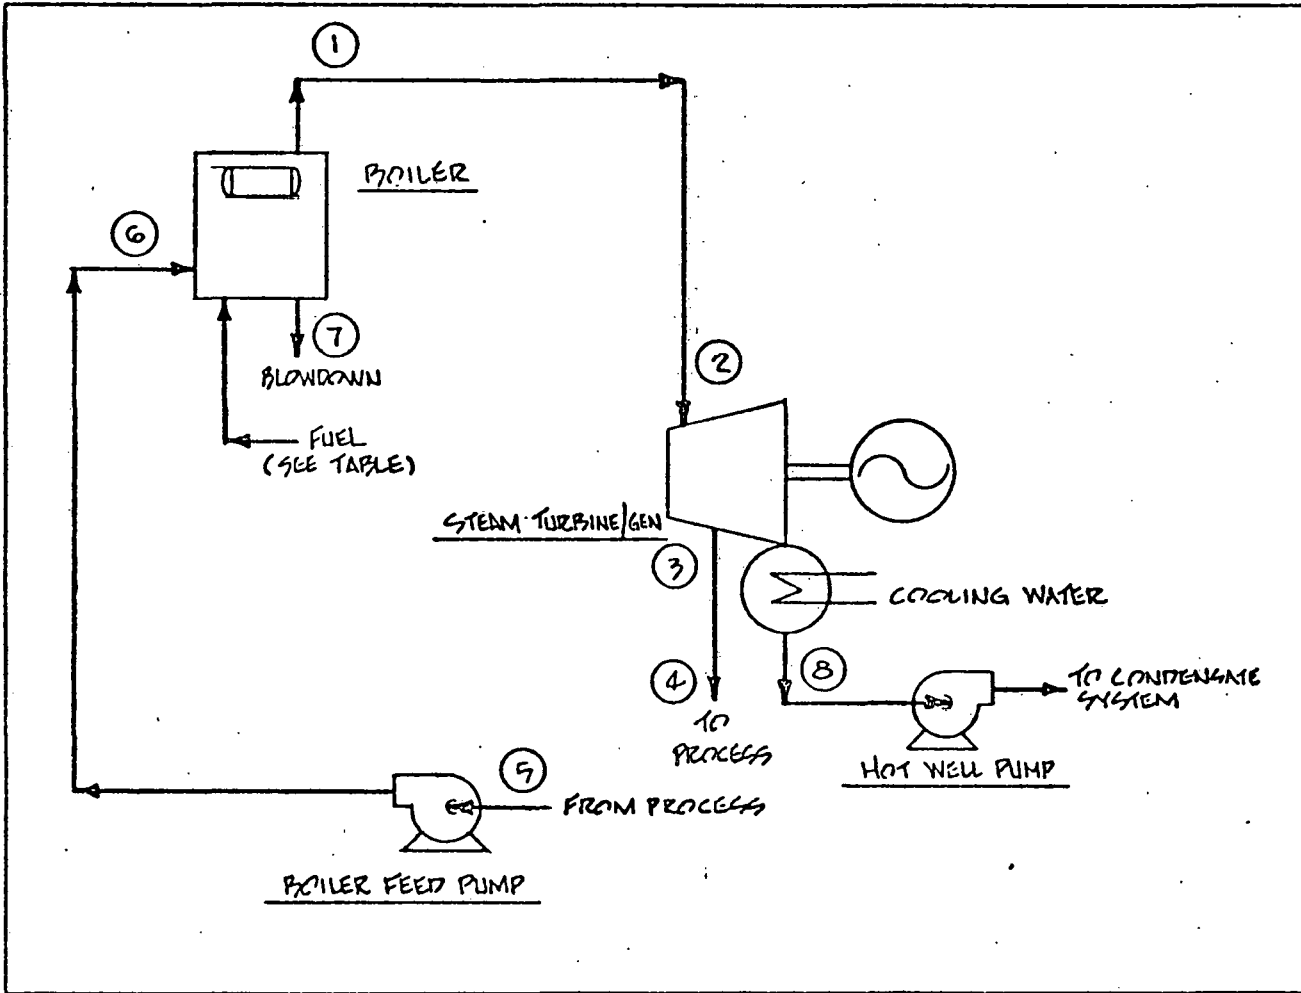 1
BOILER
6
7
BLOWDOWN
FUEL
(SEE TABLE)
2
STEAM TURBINE/GEN
3
COOLING WATER
4
TO
PROCESS
8
TO CONDENSATE
SYSTEM
HOT WELL PUMP
5
FROM PROCESS
BOILER FEED PUMP